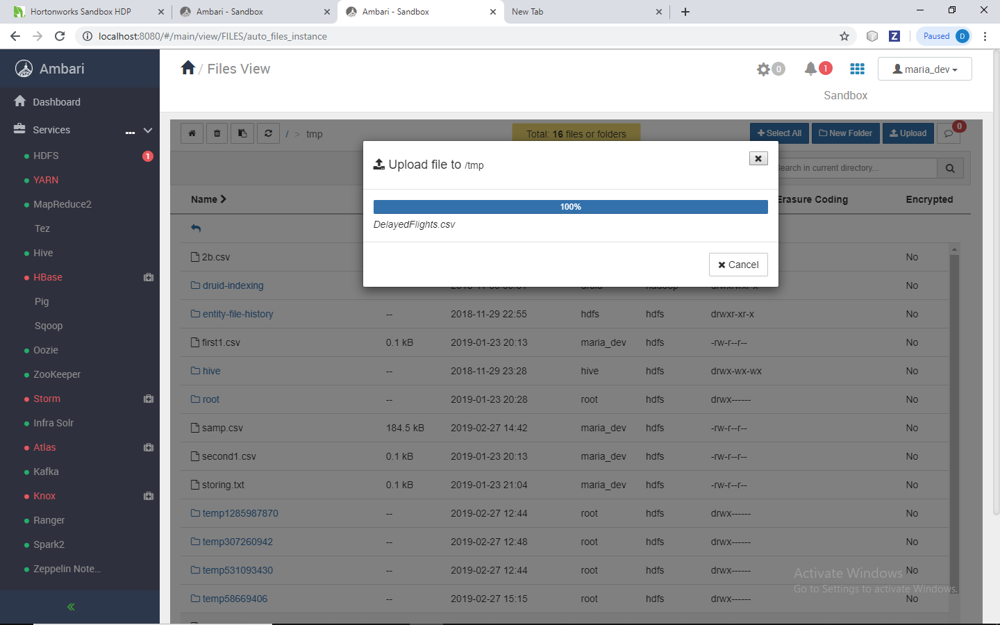 Hortonworks Sandbox HDP
Ambari - Sandbox
Ambari - Sandbox
New Tab
localhost:8080/#/main/view/FILES/auto_files_instance
Z
Paused D
Ambari
/ Files View
0
1
maria_dev
Sandbox
Dashboard
Services ...
HDFS 1
YARN
MapReduce2
Tez
Hive
HBase
Pig
Sqoop
Oozie
ZooKeeper
Storm
Infra Solr
Atlas
Kafka
Knox
Ranger
Spark2
Zeppelin Note...
/ > tmp
Total: 16 files or folders
Select All
New Folder
Upload
0
Upload file to /tmp
100%
DelayedFlights.csv
Cancel
earch in current directory...
Name Erasure Coding Encrypted
2b.csv No
druid-indexing No
entity-file-history -- 2018-11-29 22:55 hdfs hdfs drwxr-xr-x No
first1.csv 0.1 kB 2019-01-23 20:13 maria_dev hdfs -rw-r--r-- No
hive -- 2018-11-29 23:28 hive hdfs drwx-wx-wx No
root -- 2019-01-23 20:28 root hdfs drwx------ No
samp.csv 184.5 kB 2019-02-27 14:42 maria_dev hdfs -rw-r--r-- No
second1.csv 0.1 kB 2019-01-23 20:13 maria_dev hdfs -rw-r--r-- No
storing.txt 0.1 kB 2019-01-23 21:04 maria_dev hdfs -rw-r--r-- No
temp1285987870 -- 2019-02-27 12:44 root hdfs drwx------ No
temp307260942 -- 2019-02-27 12:48 root hdfs drwx------ No
temp531093430 -- 2019-02-27 12:44 root hdfs drwx------ No
temp58669406 -- 2019-02-27 15:15 root hdfs drwx------ No
Activate Windows
Go to Settings to activate Windows.